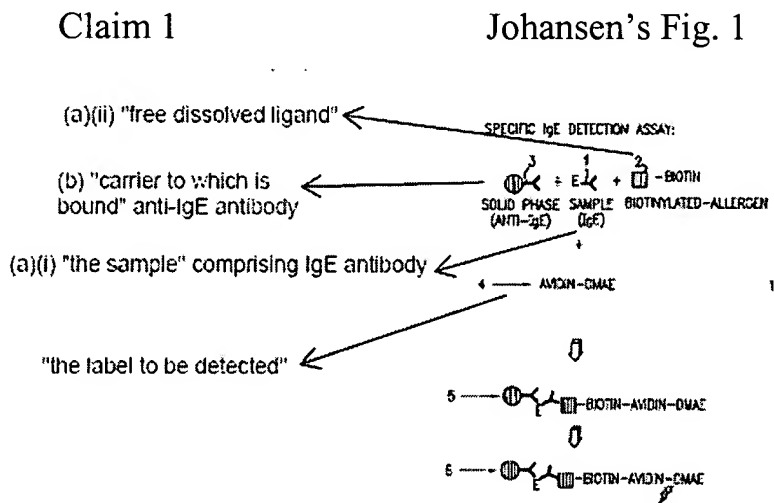 Claim 1
Johansen's Fig. 1
(a)(ii) "free dissolved ligand"
SPECIFIC IgE DETECTION ASSAY:
3 1 2
(b) "carrier to which is
bound" anti-IgE antibody
+ E + -BIOTIN
SOLID PHASE SAMPLE BIOTINYLATED-ALLERGEN
(ANTI-IgE) (IgE)
(a)(i) "the sample" comprising IgE antibody
+
4 AVIDIN-DMAE 1
"the label to be detected"
5 E -BIOTIN-AVIDIN-DMAE
6 E -BIOTIN-AVIDIN-DMAE